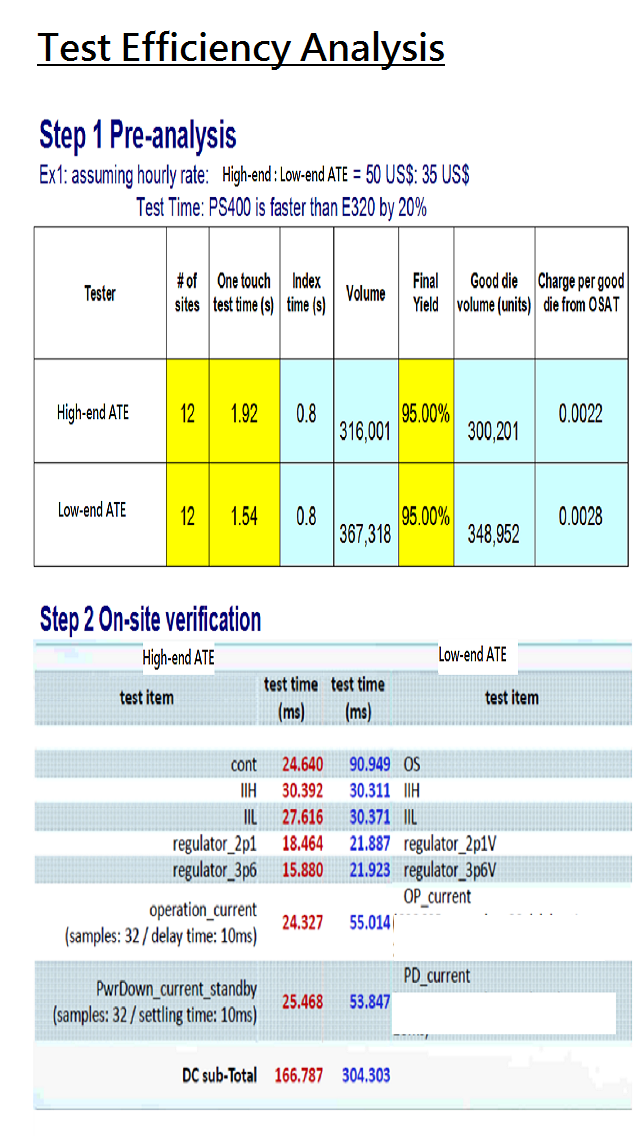 Test Efficiency Analysis
Step 1 Pre-analysis
Ex1: assuming hourly rate: High-end : Low-end ATE = 50 US$: 35 US$
Test Time: PS400 is faster than E320 by 20%
Tester # of sites One touch test time (s) Index time (s) Volume Final Yield Good die volume (units) Charge per good die from OSAT
High-end ATE 12 1.92 0.8 316,001 95.00% 300,201 0.0022
Low-end ATE 12 1.54 0.8 367,318 95.00% 348,952 0.0028
Step 2 On-site verification
High-end ATE Low-end ATE
test item test time (ms) test time (ms) test item
cont 24.640 90.949 OS
IIH 30.392 30.311 IIH
IIL 27.616 30.371 IIL
regulator_2p1 18.464 21.887 regulator_2p1V
regulator_3p6 15.880 21.923 regulator_3p6V
operation_current
(samples: 32 / delay time: 10ms) 24.327 55.014 OP_current
PwrDown_current_standby
(samples: 32 / settling time: 10ms) 25.468 53.847 PD_current
DC sub-Total 166.787 304.303